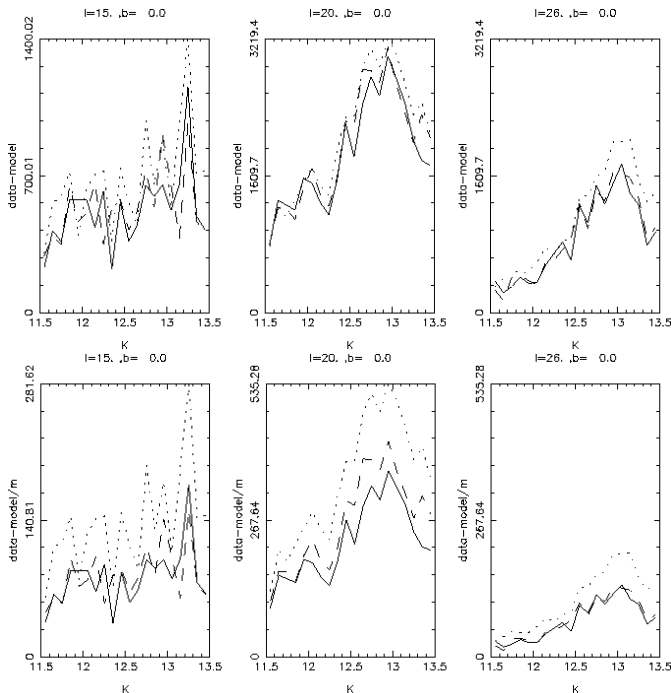 l=15. ,b= 0.0
l=20. ,b= 0.0
l=26. ,b= 0.0
data-model
0
700.01
1400.02
data-model
0
1609.7
3219.4
data-model
0
1609.7
3219.4
11.5 12 12.5 13 13.5
11.5 12 12.5 13 13.5
11.5 12 12.5 13 13.5
K
K
K
l=15. ,b= 0.0
l=20. ,b= 0.0
l=26. ,b= 0.0
data-model/m
0
140.81
281.62
data-model/m
0
267.64
535.28
data-model/m
0
267.64
535.28
11.5 12 12.5 13 13.5
11.5 12 12.5 13 13.5
11.5 12 12.5 13 13.5
K
K
K